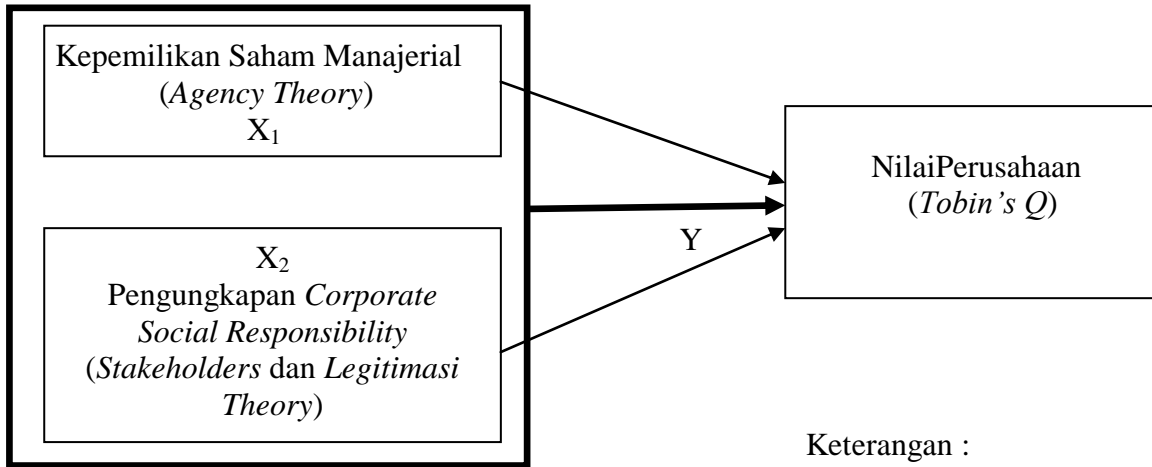 Kepemilikan Saham Manajerial
(Agency Theory)
X₁
NilaiPerusahaan
(Tobin’s Q)
Y
X₂
Pengungkapan Corporate
Social Responsibility
(Stakeholders dan Legitimasi
Theory)
Keterangan :